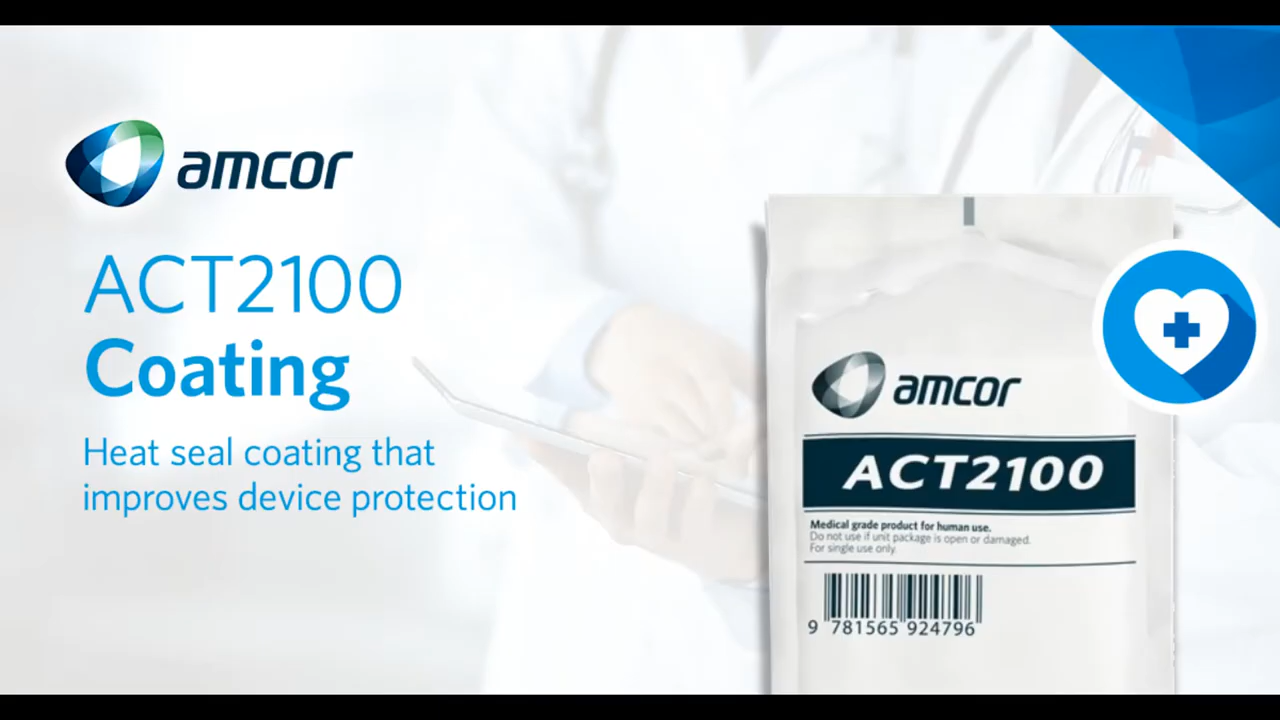 amcor
ACT2100
Coating
Heat seal coating that
improves device protection
amcor
ACT2100
Medical grade product for human use.
Do not use if unit package is open or damaged.
For single use only.
9 781565 924796